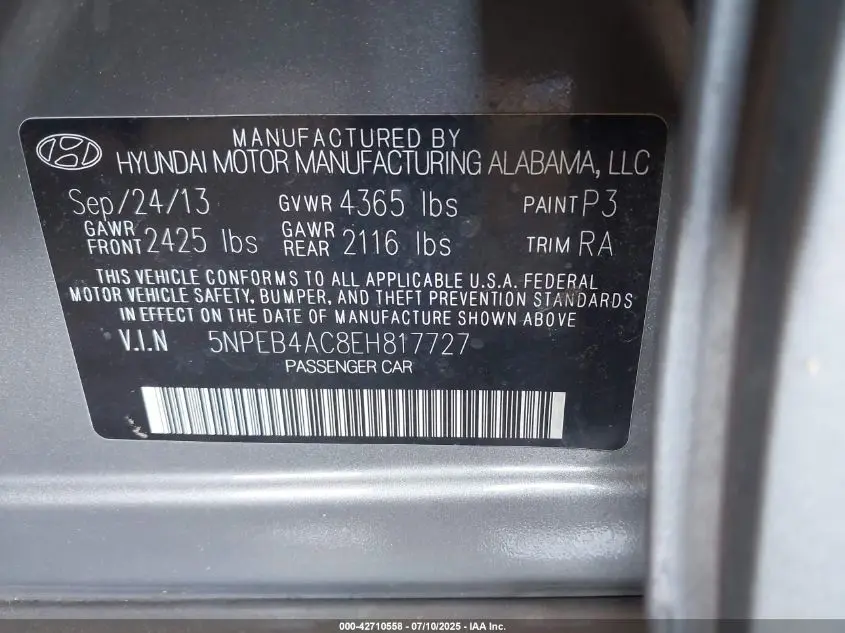 MANUFACTURED BY
HYUNDAI MOTOR MANUFACTURING ALABAMA, LLC
Sep/24/13 GVWR 4365 lbs PAINT P3
GAWR FRONT 2425 lbs GAWR REAR 2116 lbs TRIM RA
THIS VEHICLE CONFORMS TO ALL APPLICABLE U.S.A. FEDERAL
MOTOR VEHICLE SAFETY, BUMPER, AND THEFT PREVENTION STANDARDS
IN EFFECT ON THE DATE OF MANUFACTURE SHOWN ABOVE
V.I.N 5NPEB4AC8EH817727
PASSENGER CAR
000-42710558 - 07/10/2025 - IAA Inc.